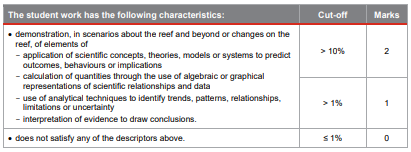 The student work has the following characteristics: Cut-off Marks
• demonstration, in scenarios about the reef and beyond or changes on the
reef, of elements of
– application of scientific concepts, theories, models or systems to predict
outcomes, behaviours or implications
> 10% 2
– calculation of quantities through the use of algebraic or graphical
representations of scientific relationships and data
– use of analytical techniques to identify trends, patterns, relationships,
limitations or uncertainty
> 1% 1
– interpretation of evidence to draw conclusions.
• does not satisfy any of the descriptors above. ≤ 1% 0